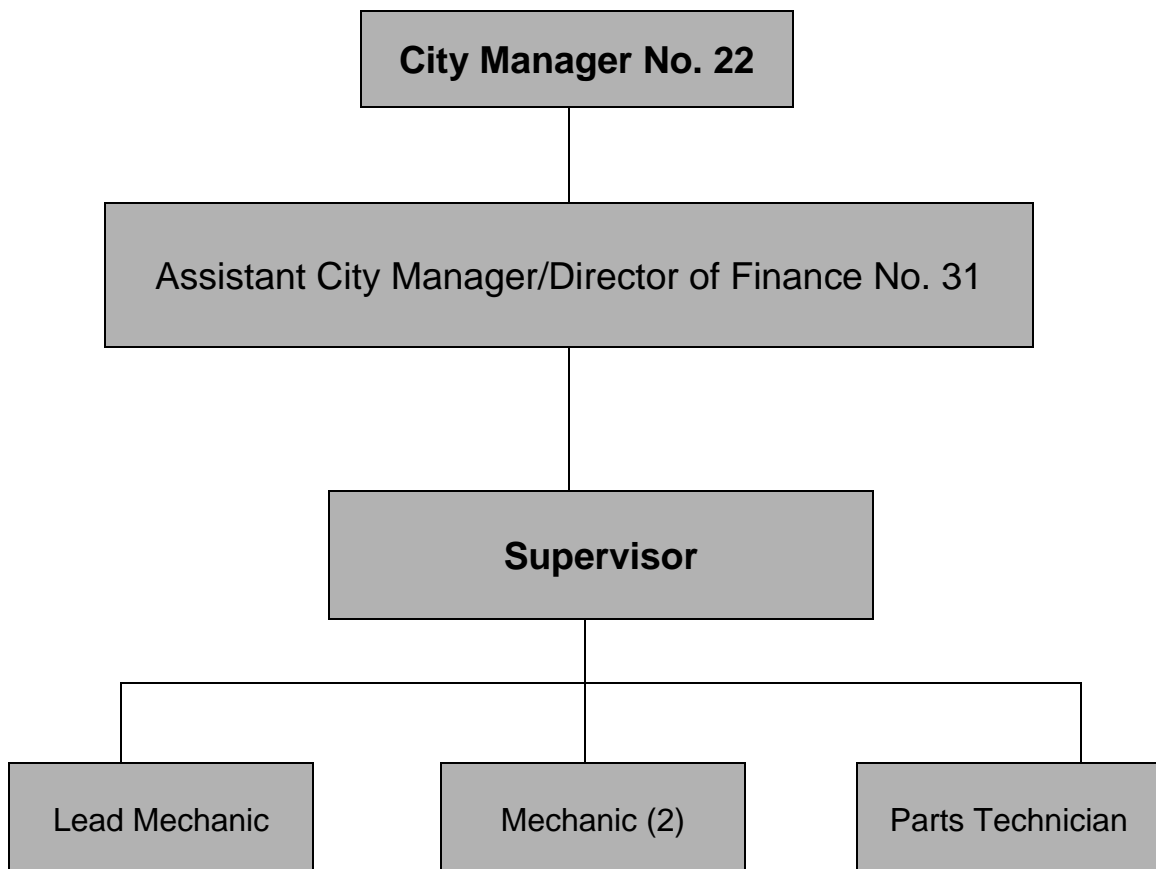 City Manager No. 22
Assistant City Manager/Director of Finance No. 31
Supervisor
Lead Mechanic
Mechanic (2)
Parts Technician